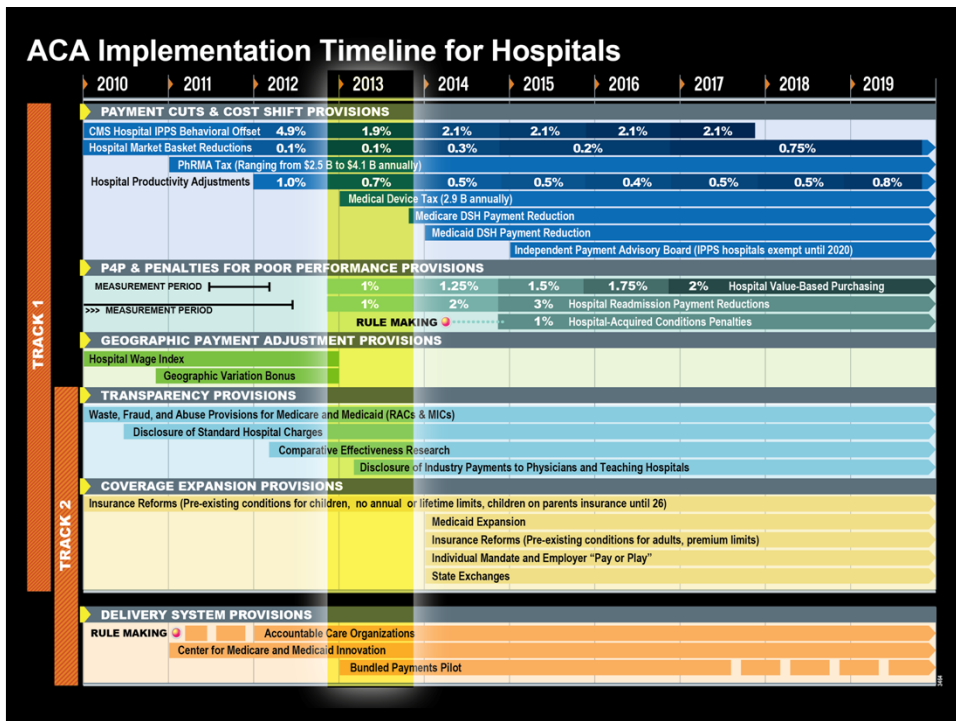 ACA Implementation Timeline for Hospitals
2010 2011 2012 2013 2014 2015 2016 2017 2018 2019
TRACK 1
PAYMENT CUTS & COST SHIFT PROVISIONS
CMS Hospital IPPS Behavioral Offset 4.9% 1.9% 2.1% 2.1% 2.1% 2.1%
Hospital Market Basket Reductions 0.1% 0.1% 0.3% 0.2% 0.75%
PhRMA Tax (Ranging from $2.5 B to $4.1 B annually)
Hospital Productivity Adjustments 1.0% 0.7% 0.5% 0.5% 0.4% 0.5% 0.5% 0.8%
Medical Device Tax (2.9 B annually)
Medicare DSH Payment Reduction
Medicaid DSH Payment Reduction
Independent Payment Advisory Board (IPPS hospitals exempt until 2020)
P4P & PENALTIES FOR POOR PERFORMANCE PROVISIONS
MEASUREMENT PERIOD 1% 1.25% 1.5% 1.75% 2% Hospital Value-Based Purchasing
>>> MEASUREMENT PERIOD 1% 2% 3% Hospital Readmission Payment Reductions
RULE MAKING 1% Hospital-Acquired Conditions Penalties
GEOGRAPHIC PAYMENT ADJUSTMENT PROVISIONS
Hospital Wage Index
Geographic Variation Bonus
TRACK 2
TRANSPARENCY PROVISIONS
Waste, Fraud, and Abuse Provisions for Medicare and Medicaid (RACs & MICs)
Disclosure of Standard Hospital Charges
Comparative Effectiveness Research
Disclosure of Industry Payments to Physicians and Teaching Hospitals
COVERAGE EXPANSION PROVISIONS
Insurance Reforms (Pre-existing conditions for children, no annual or lifetime limits, children on parents insurance until 26)
Medicaid Expansion
Insurance Reforms (Pre-existing conditions for adults, premium limits)
Individual Mandate and Employer “Pay or Play”
State Exchanges
DELIVERY SYSTEM PROVISIONS
RULE MAKING Accountable Care Organizations
Center for Medicare and Medicaid Innovation
Bundled Payments Pilot